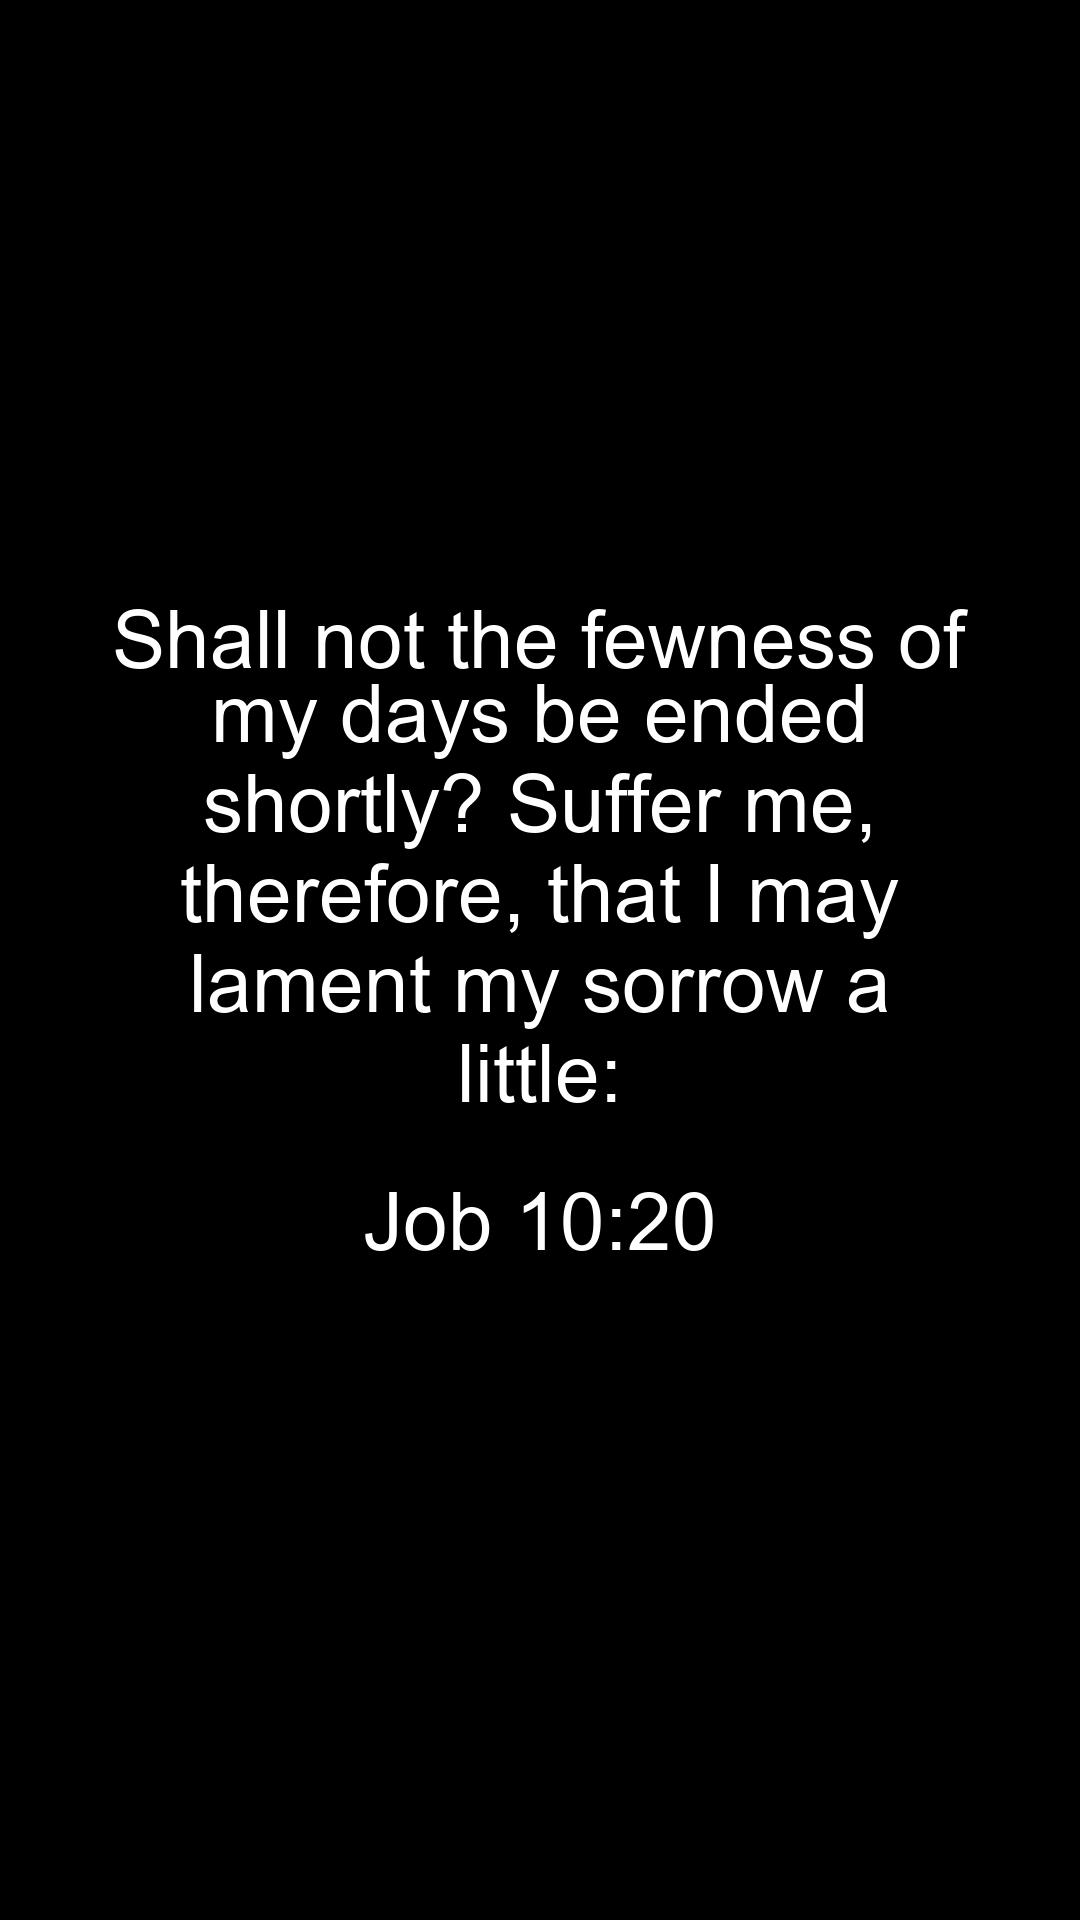 Shall not the fewness of
my days be ended
shortly? Suffer me,
therefore, that I may
lament my sorrow a
little:
Job 10:20